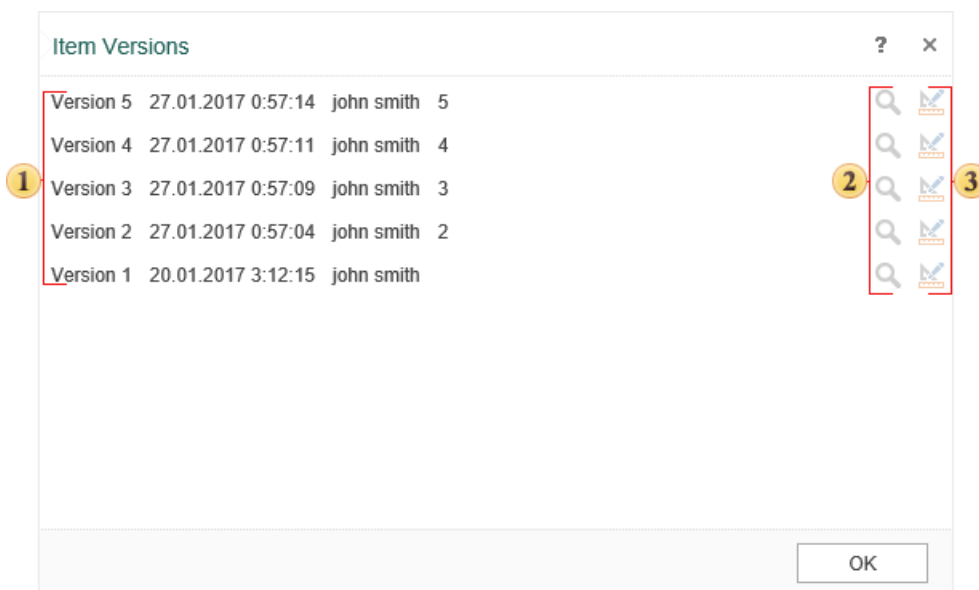 Item Versions ? ×
Version 5 27.01.2017 0:57:14 john smith 5
Version 4 27.01.2017 0:57:11 john smith 4
1 Version 3 27.01.2017 0:57:09 john smith 3 2 3
Version 2 27.01.2017 0:57:04 john smith 2
Version 1 20.01.2017 3:12:15 john smith
OK